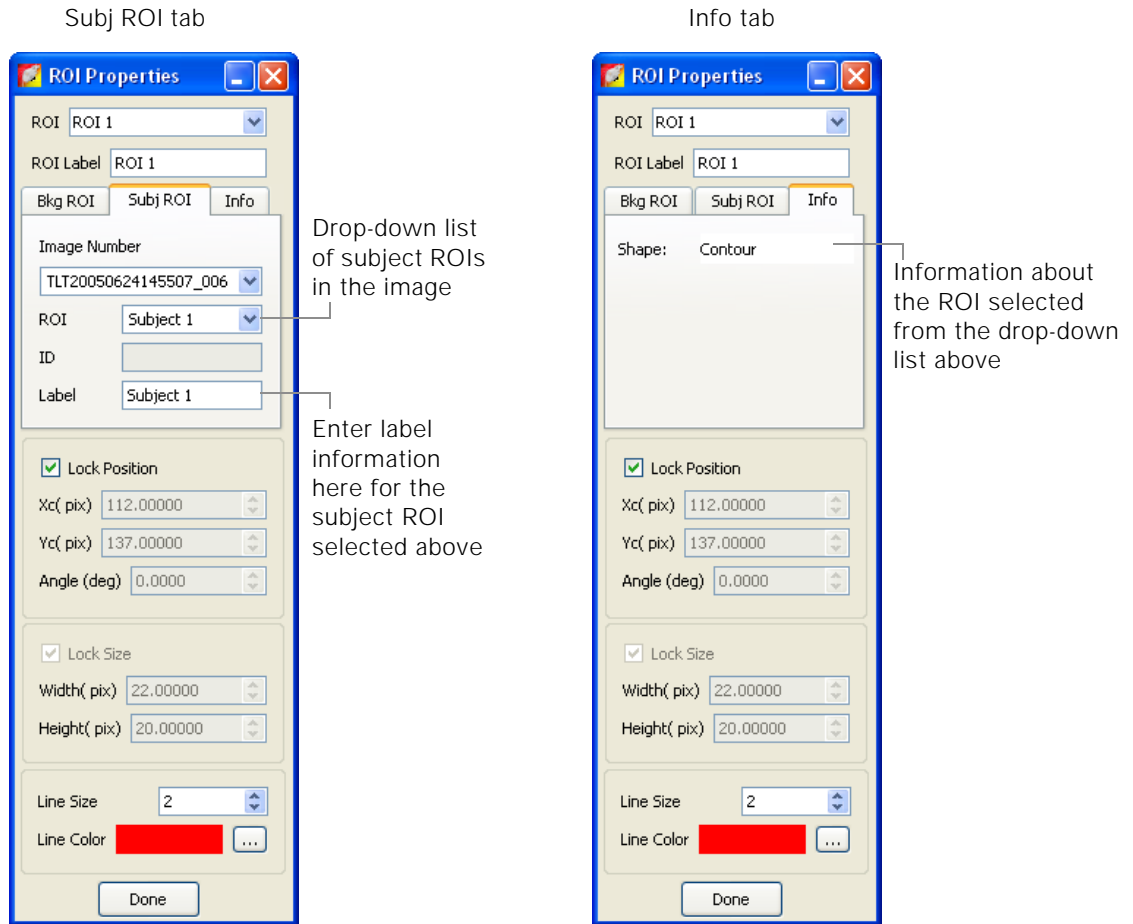 Subj ROI tab
ROI Properties
ROI ROI 1
ROI Label ROI 1
Bkg ROI Subj ROI Info
Image Number
TLT20050624145507_006
ROI Subject 1
ID
Label Subject 1
Lock Position
Xc( pix) 112.00000
Yc( pix) 137.00000
Angle (deg) 0.0000
Lock Size
Width( pix) 22.00000
Height( pix) 20.00000
Line Size 2
Line Color ...
Done
Drop-down list
of subject ROIs
in the image
Enter label
information
here for the
subject ROI
selected above
Info tab
ROI Properties
ROI ROI 1
ROI Label ROI 1
Bkg ROI Subj ROI Info
Shape: Contour
Lock Position
Xc( pix) 112.00000
Yc( pix) 137.00000
Angle (deg) 0.0000
Lock Size
Width( pix) 22.00000
Height( pix) 20.00000
Line Size 2
Line Color ...
Done
Information about
the ROI selected
from the drop-down
list above